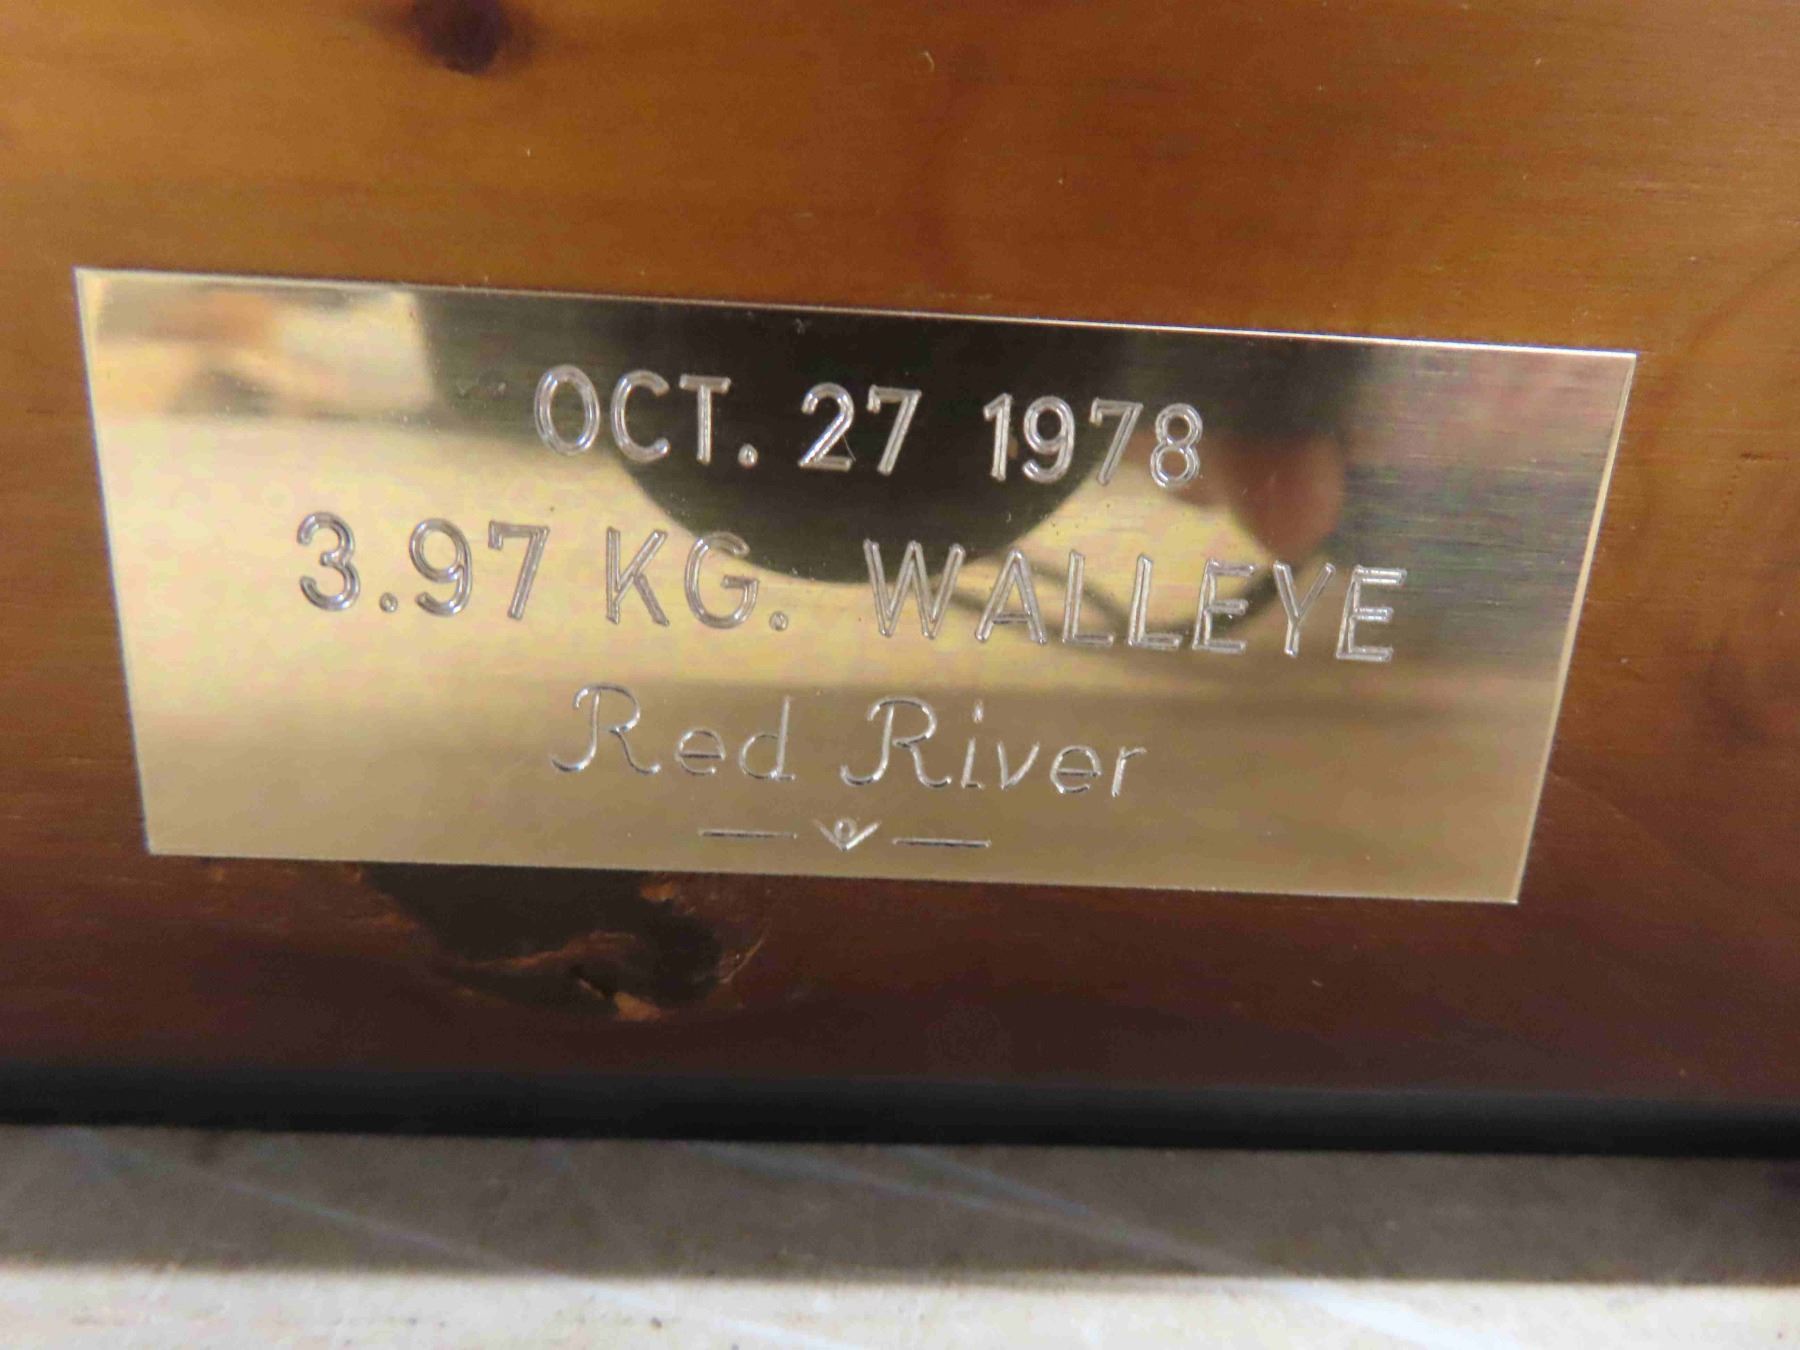 OCT. 27 1978
3.97 KG. WALLEYE
Red River